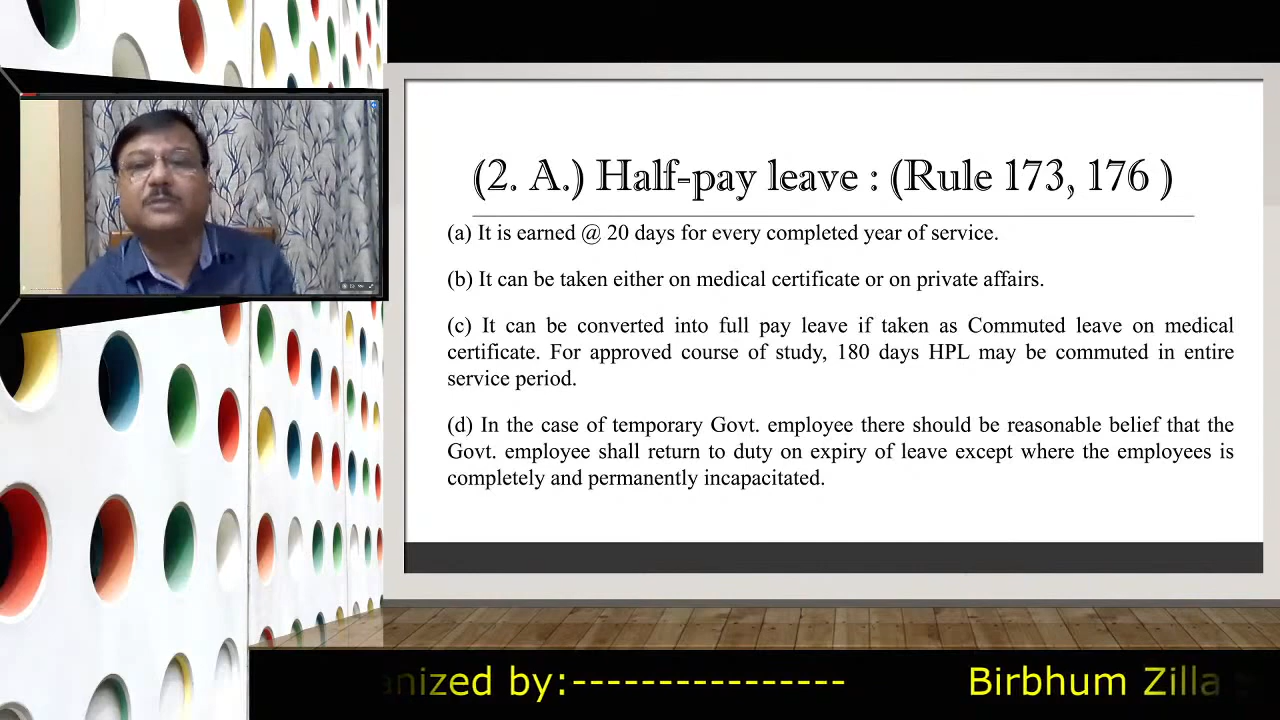 (2. A.) Half-pay leave : (Rule 173, 176 )
(a) It is earned @ 20 days for every completed year of service.
(b) It can be taken either on medical certificate or on private affairs.
(c) It can be converted into full pay leave if taken as Commuted leave on medical
certificate. For approved course of study, 180 days HPL may be commuted in entire
service period.
(d) In the case of temporary Govt. employee there should be reasonable belief that the
Govt. employee shall return to duty on expiry of leave except where the employees is
completely and permanently incapacitated.
anized by:---------------- Birbhum Zilla